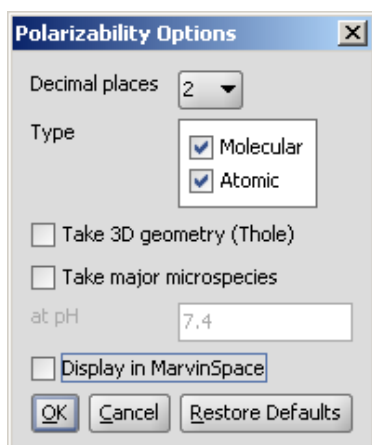 Polarizability Options
Decimal places 2
Type
Molecular
Atomic
Take 3D geometry (Thole)
Take major microspecies
at pH 7.4
Display in MarvinSpace
OK Cancel Restore Defaults